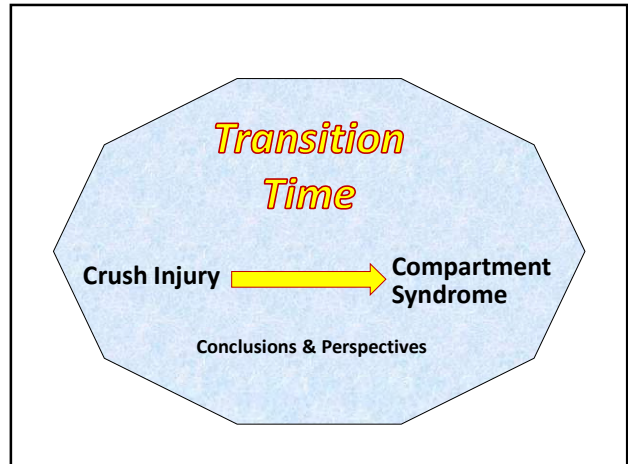 Transition
Time
Crush Injury
Compartment
Syndrome
Conclusions & Perspectives